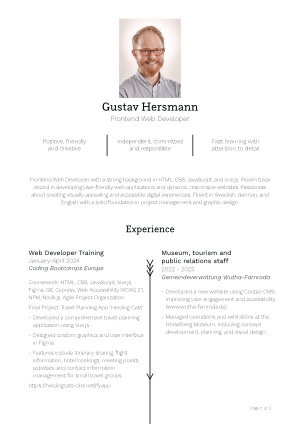 Gustav Hersmann
Frontend Web Developer
Positive, friendly
and creative
Independent, committed
and responsible
Fast learning with
attention to detail
Frontend Web Developer with a strong background in HTML, CSS, JavaScript, and Vue.js. Proven track
record in developing user-friendly web applications and dynamic, responsive websites. Passionate
about creating visually appealing and accessible digital experiences. Fluent in Swedish, German, and
English with a solid foundation in project management and graphic design.
Experience
Web Developer Training
January-April 2024
Coding Bootcamps Europe
Coursework: HTML, CSS, JavaScript, Vue.js,
Figma, Git, Cypress, Web Accessibility WCAG 2.1,
NPM, Node.js, Agile Project Organization
Final Project: Travel Planning App "Hersling Cats"
- Developed a comprehensive travel planning
application using Vue.js.
- Designed custom graphics and user interface
in Figma.
- Features include itinerary sharing, flight
information, hotel bookings, meeting points,
activities, and contact information
management for small travel groups.
https://herslingcats-site.netlify.app/
Museum, tourism and
public relations staff
2022 - 2023
Gemeindeverwaltung Wutha-Farnroda
- Developed a new website using Contao CMS,
improving user engagement and accessibility
(www.wutha-farnroda.de)
- Managed operations and exhibitions at the
Hörselberg Museum, including concept
development, planning, and visual design.
Page 1 of 2